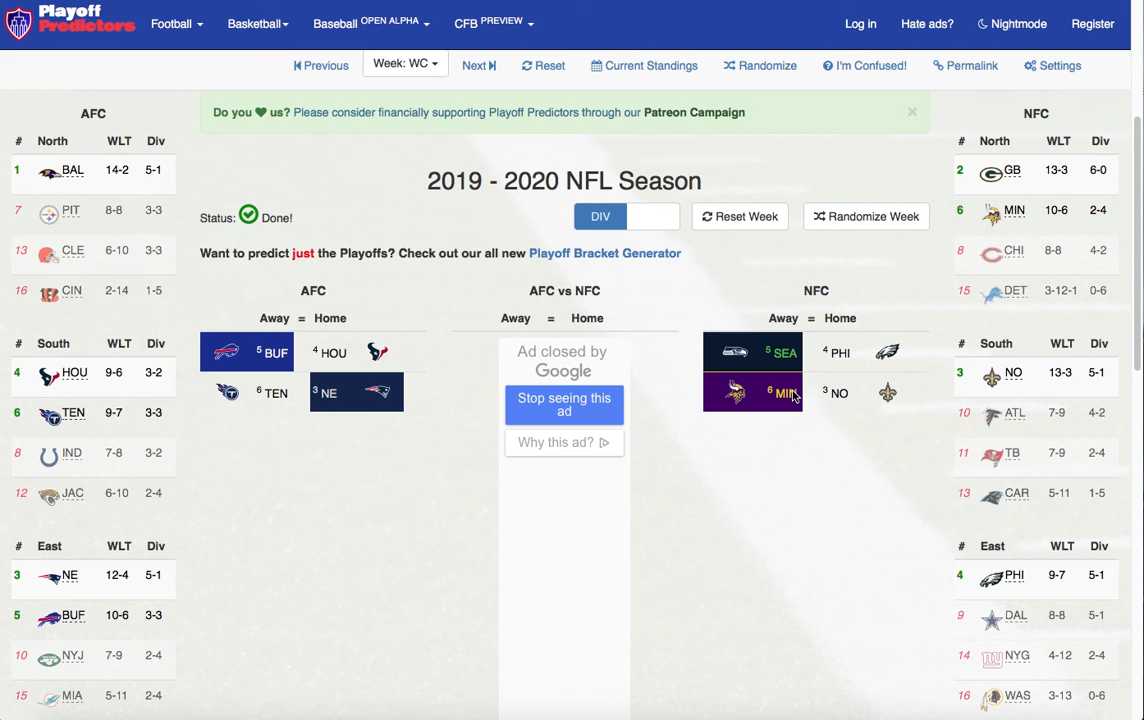 Playoff
Predictors
Football
Basketball
Baseball OPEN ALPHA
CFB PREVIEW
Log in
Hate ads?
Nightmode
Register
Previous
Week: WC
Next
Reset
Current Standings
Randomize
I'm Confused!
Permalink
Settings
Do you us? Please consider financially supporting Playoff Predictors through our Patreon Campaign
×
2019 - 2020 NFL Season
Status: Done!
DIV
Reset Week
Randomize Week
Want to predict just the Playoffs? Check out our all new Playoff Bracket Generator
AFC
Away = Home
5 BUF 4 HOU
6 TEN 3 NE
AFC vs NFC
Away = Home
Ad closed by
Google
Stop seeing this
ad
Why this ad?
NFC
Away = Home
5 SEA 4 PHI
6 MIN 3 NO
AFC
# North WLT Div
1 BAL 14-2 5-1
7 PIT 8-8 3-3
13 CLE 6-10 3-3
16 CIN 2-14 1-5
# South WLT Div
4 HOU 9-6 3-2
6 TEN 9-7 3-3
8 IND 7-8 3-2
12 JAC 6-10 2-4
# East WLT Div
3 NE 12-4 5-1
5 BUF 10-6 3-3
10 NYJ 7-9 2-4
15 MIA 5-11 2-4
NFC
# North WLT Div
2 GB 13-3 6-0
6 MIN 10-6 2-4
8 CHI 8-8 4-2
15 DET 3-12-1 0-6
# South WLT Div
3 NO 13-3 5-1
10 ATL 7-9 4-2
11 TB 7-9 2-4
13 CAR 5-11 1-5
# East WLT Div
4 PHI 9-7 5-1
9 DAL 8-8 5-1
14 NYG 4-12 2-4
16 WAS 3-13 0-6